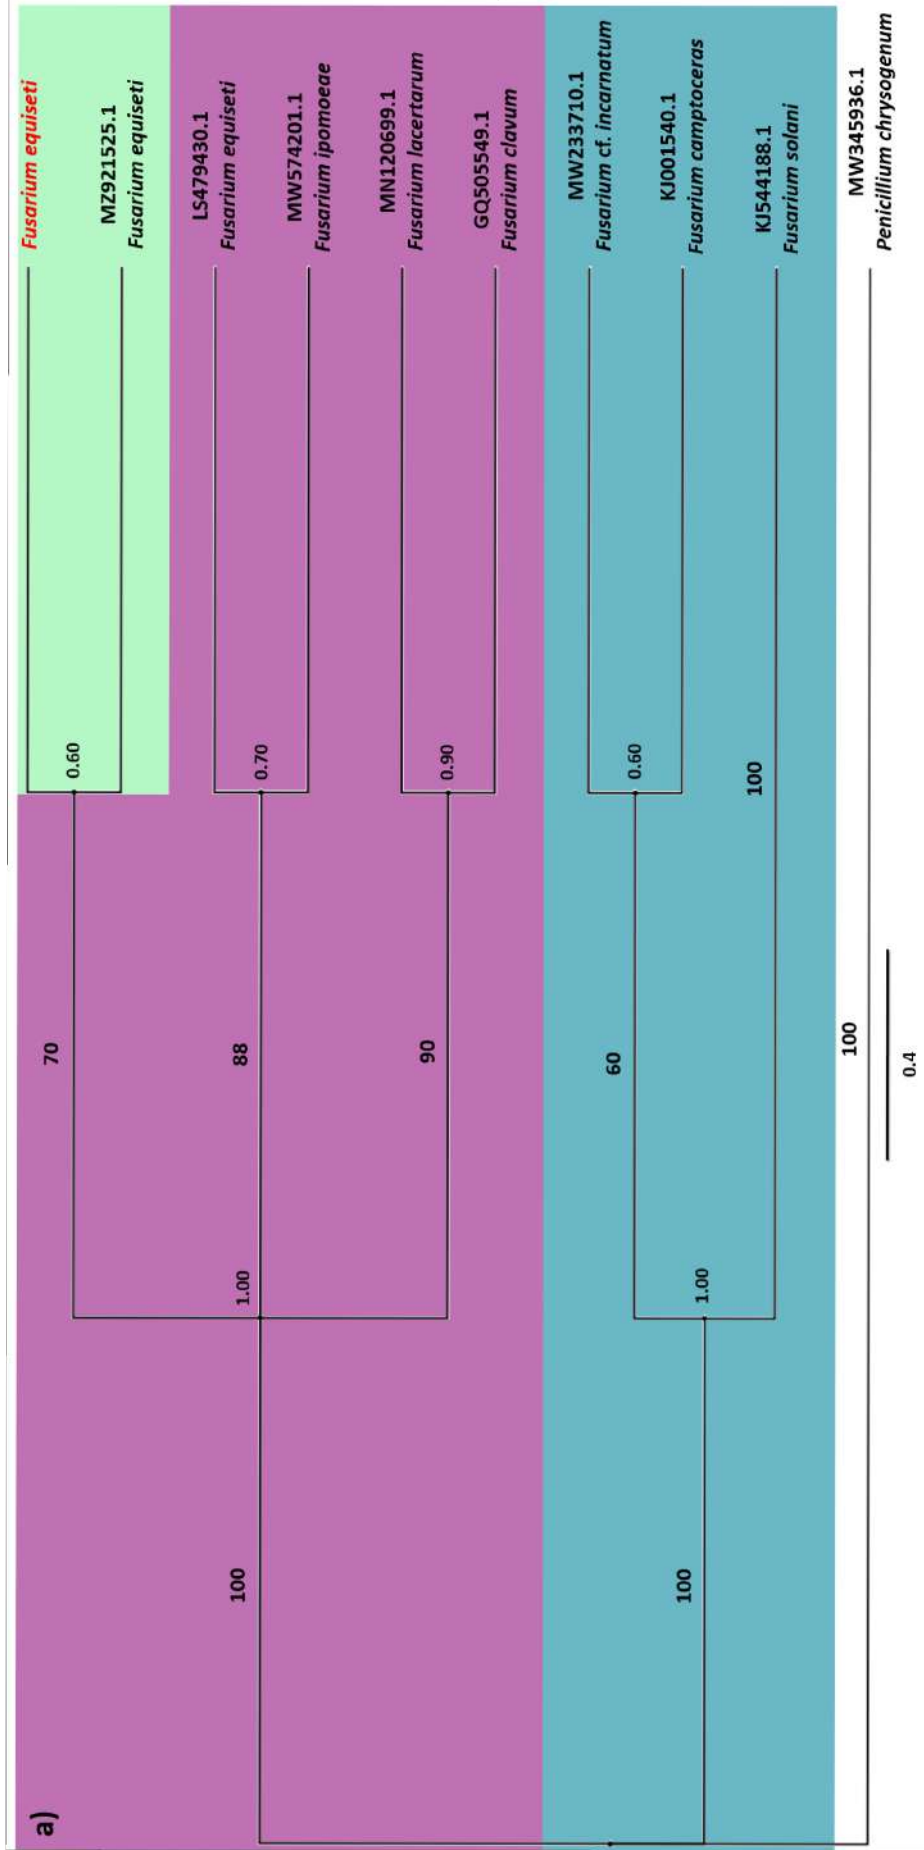 a)
Fusarium equiseti
MZ921525.1
Fusarium equiseti
0.60
70
LS479430.1
Fusarium equiseti
MW574201.1
Fusarium ipomoeae
0.70
88
MN120699.1
Fusarium lacertarum
GQ505549.1
Fusarium clavum
0.90
90
1.00
100
MW233710.1
Fusarium cf. incarnatum
KJ001540.1
Fusarium camptoceras
0.60
60
KJ544188.1
Fusarium solani
100
1.00
100
MW345936.1
Penicillium chrysogenum
100
0.4